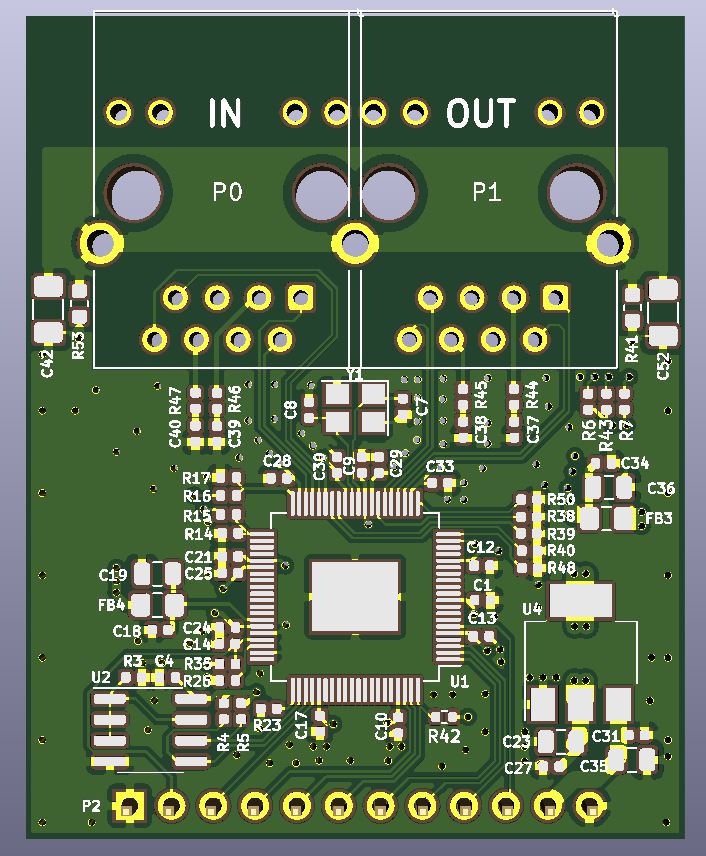 IN OUT
P0 P1
C42 R53 R41 C52
Y1
R47 R46 R45 R44
C8 C7
C40 C39 C38 C37 R6 R43 R7
C30 C9 C29
C28 C33 C34
R17
R16 R50 C36
R15 R38 FB3
R14 R39
C21 C12 R40
C25 R48
C19 C1
FB4 U4
C24 C13
C18 C14
R35
R3 C4 R26
U2 U1
R4 R5 R23 C17 C10 R42
C23 C31
C27 C35
P2